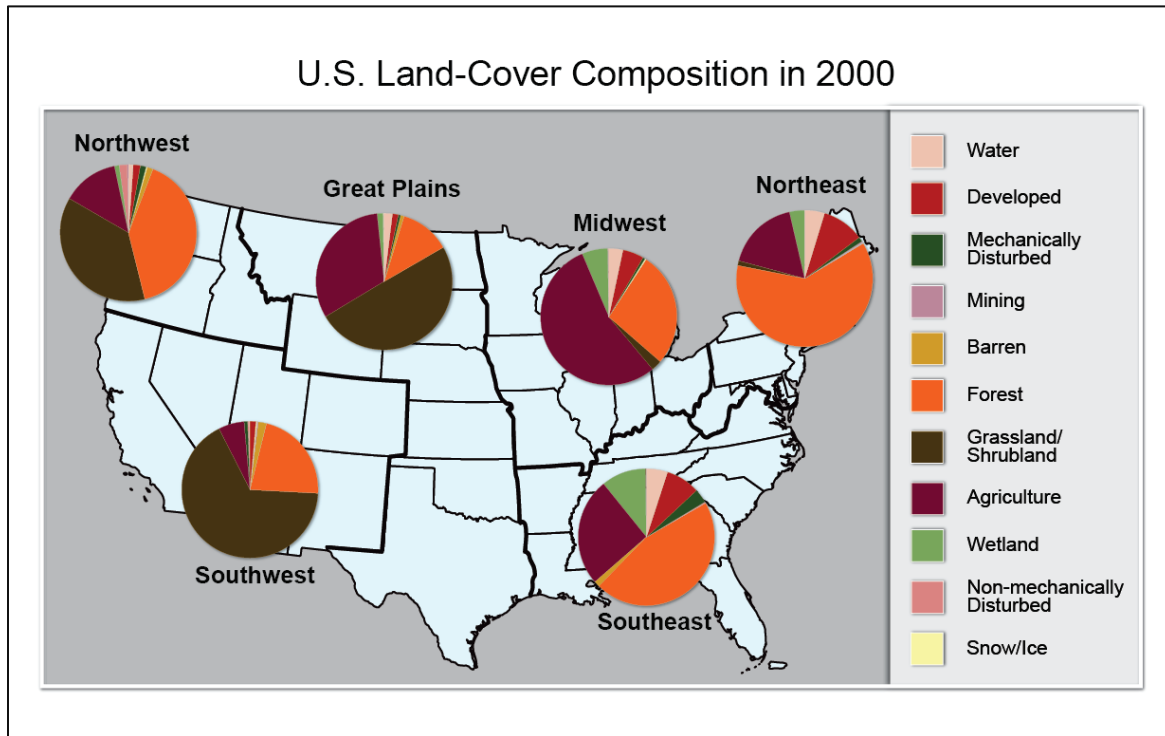 U.S. Land-Cover Composition in 2000
Northwest
Great Plains
Midwest
Northeast
Southwest
Southeast
Water
Developed
Mechanically
Disturbed
Mining
Barren
Forest
Grassland/
Shrubland
Agriculture
Wetland
Non-mechanically
Disturbed
Snow/Ice